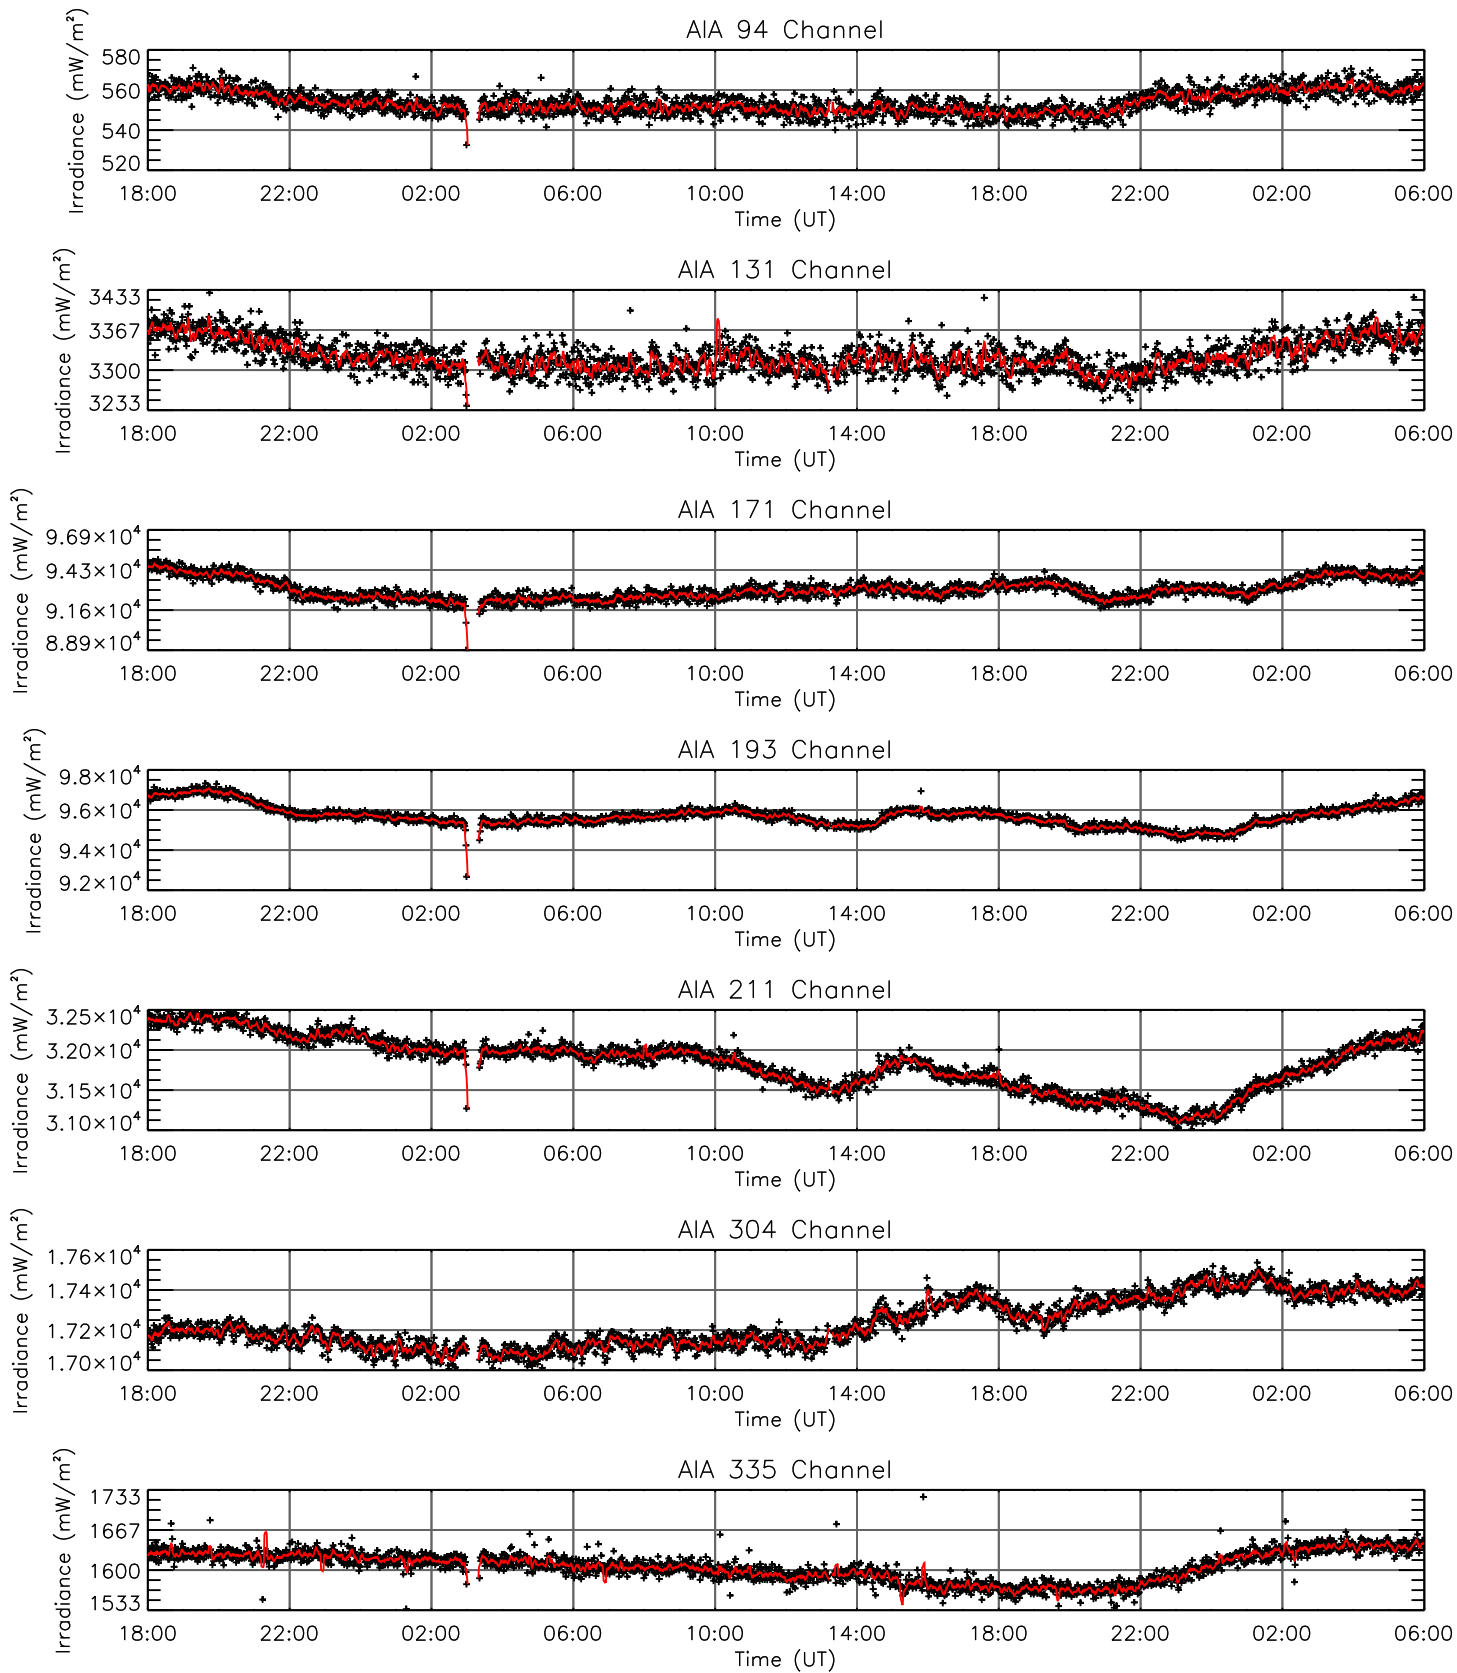 AIA 94 Channel
Irradiance (mW/m²)
580
560
540
520
18:00 22:00 02:00 06:00 10:00 14:00 18:00 22:00 02:00 06:00
Time (UT)
AIA 131 Channel
Irradiance (mW/m²)
3433
3367
3300
3233
18:00 22:00 02:00 06:00 10:00 14:00 18:00 22:00 02:00 06:00
Time (UT)
AIA 171 Channel
Irradiance (mW/m²)
9.69×10⁴
9.43×10⁴
9.16×10⁴
8.89×10⁴
18:00 22:00 02:00 06:00 10:00 14:00 18:00 22:00 02:00 06:00
Time (UT)
AIA 193 Channel
Irradiance (mW/m²)
9.8×10⁴
9.6×10⁴
9.4×10⁴
9.2×10⁴
18:00 22:00 02:00 06:00 10:00 14:00 18:00 22:00 02:00 06:00
Time (UT)
AIA 211 Channel
Irradiance (mW/m²)
3.25×10⁴
3.20×10⁴
3.15×10⁴
3.10×10⁴
18:00 22:00 02:00 06:00 10:00 14:00 18:00 22:00 02:00 06:00
Time (UT)
AIA 304 Channel
Irradiance (mW/m²)
1.76×10⁴
1.74×10⁴
1.72×10⁴
1.70×10⁴
18:00 22:00 02:00 06:00 10:00 14:00 18:00 22:00 02:00 06:00
Time (UT)
AIA 335 Channel
Irradiance (mW/m²)
1733
1667
1600
1533
18:00 22:00 02:00 06:00 10:00 14:00 18:00 22:00 02:00 06:00
Time (UT)